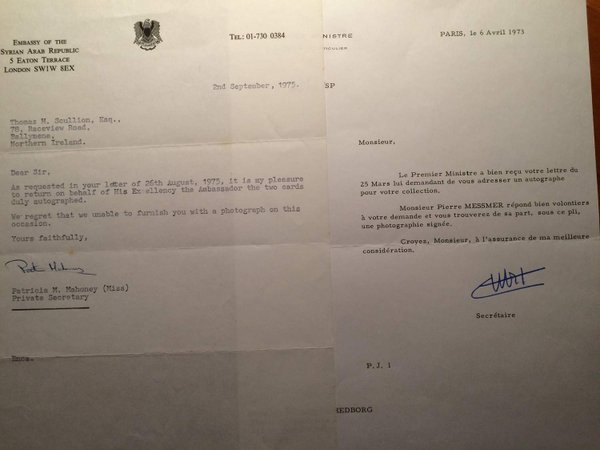 EMBASSY OF THE
SYRIAN ARAB REPUBLIC
5 EATON TERRACE
LONDON SW1W 8EX
TEL: 01-730 0384
2nd September, 1975.
Thomas M. Scullion, Esq.,
78, Raceview Road,
Ballymena,
Northern Ireland.
Dear Sir,
As requested in your letter of 26th August, 1975, it is my pleasure
to return on behalf of His Ex ellency the Ambassador the two cards
duly autographed.
We regret that we unable to furnish you with a photograph on this
occasion.
Yours faithfully,
Patricia M. Mahoney (Miss)
Private Secretary
Encs.
NISTRE
TICULIER
SP
PARIS, le 6 Avril 1973
Monsieur,
Le Premier Ministre a bien reçu votre lettre du
25 Mars lui demandant de vous adresser un autographe
pour votre collection.
Monsieur Pierre MESSMER répond bien volontiers
à votre demande et vous trouverez de sa part, sous ce pli,
une photographie signée.
Croyez, Monsieur, à l'assurance de ma meilleure
considération.
Secrétaire
P.J. 1
REDBORG